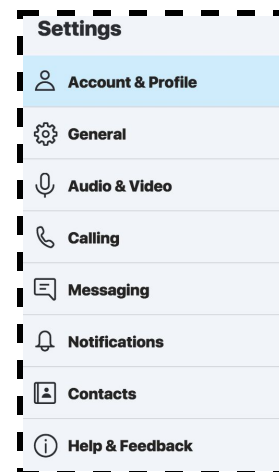 Settings
Account & Profile
General
Audio & Video
Calling
Messaging
Notifications
Contacts
Help & Feedback